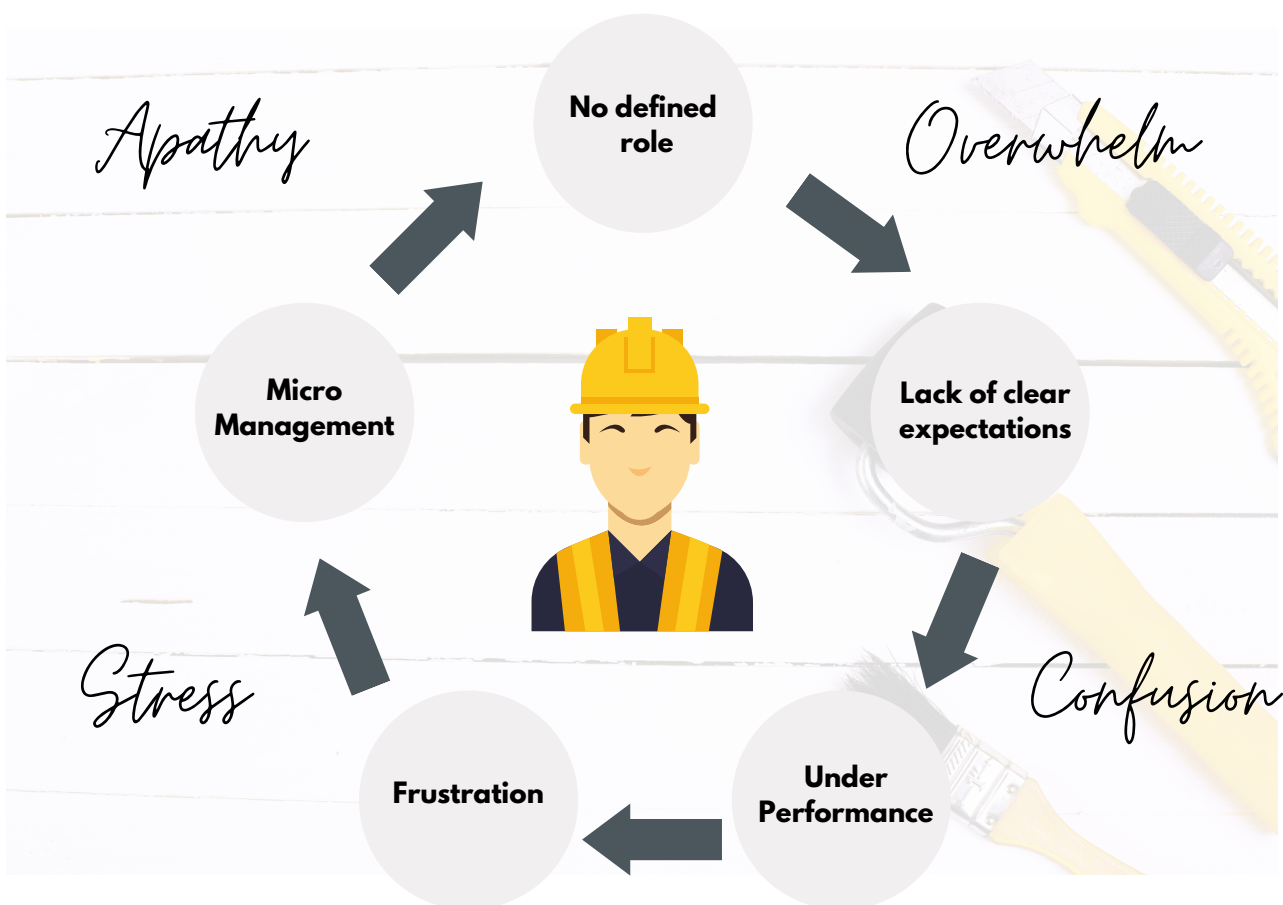 No defined
role
Apathy
Overwhelm
Micro
Management
Lack of clear
expectations
Stress
Confusion
Frustration
Under
Performance